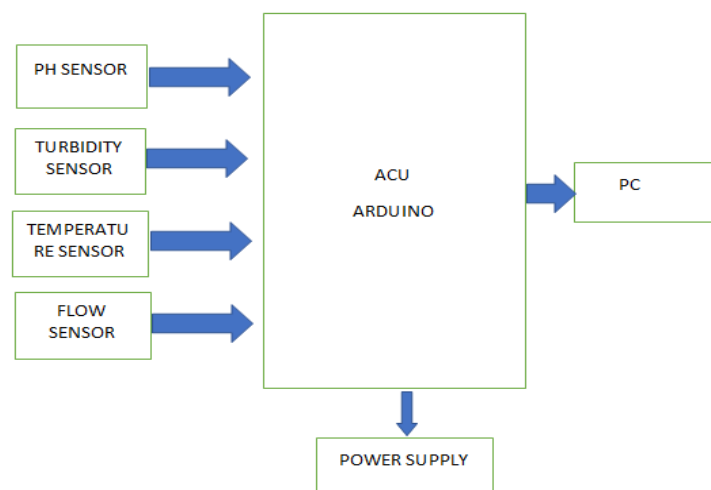 PH SENSOR
TURBIDITY
SENSOR
TEMPERATU
RE SENSOR
FLOW
SENSOR
ACU
ARDUINO
PC
POWER SUPPLY